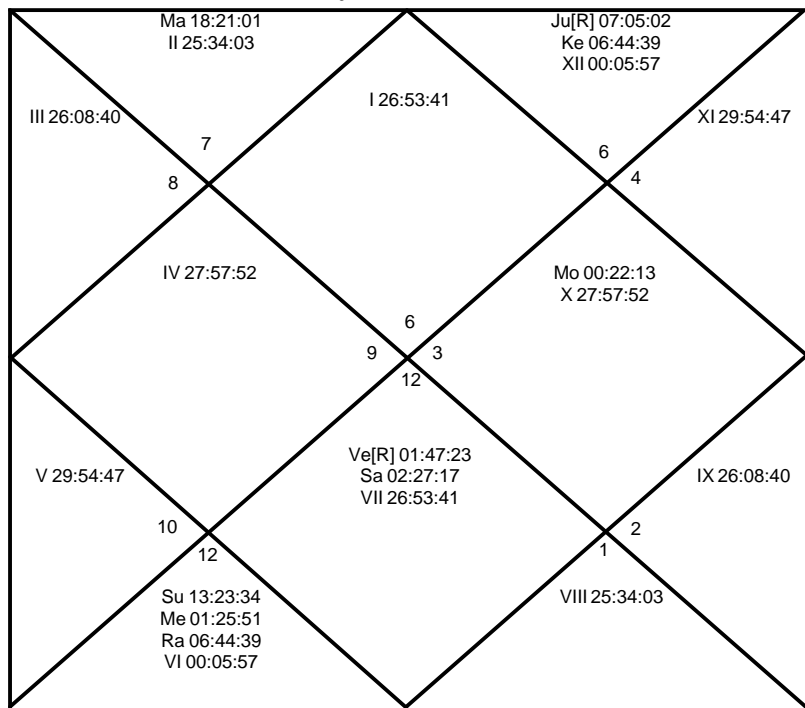 Ma 18:21:01
II 25:34:03
Ju[R] 07:05:02
Ke 06:44:39
XII 00:05:57
I 26:53:41
III 26:08:40
XI 29:54:47
7
6
8
4
IV 27:57:52
Mo 00:22:13
X 27:57:52
6
9
3
12
Ve[R] 01:47:23
Sa 02:27:17
VII 26:53:41
V 29:54:47
IX 26:08:40
10
2
12
1
Su 13:23:34
Me 01:25:51
Ra 06:44:39
VI 00:05:57
VIII 25:34:03